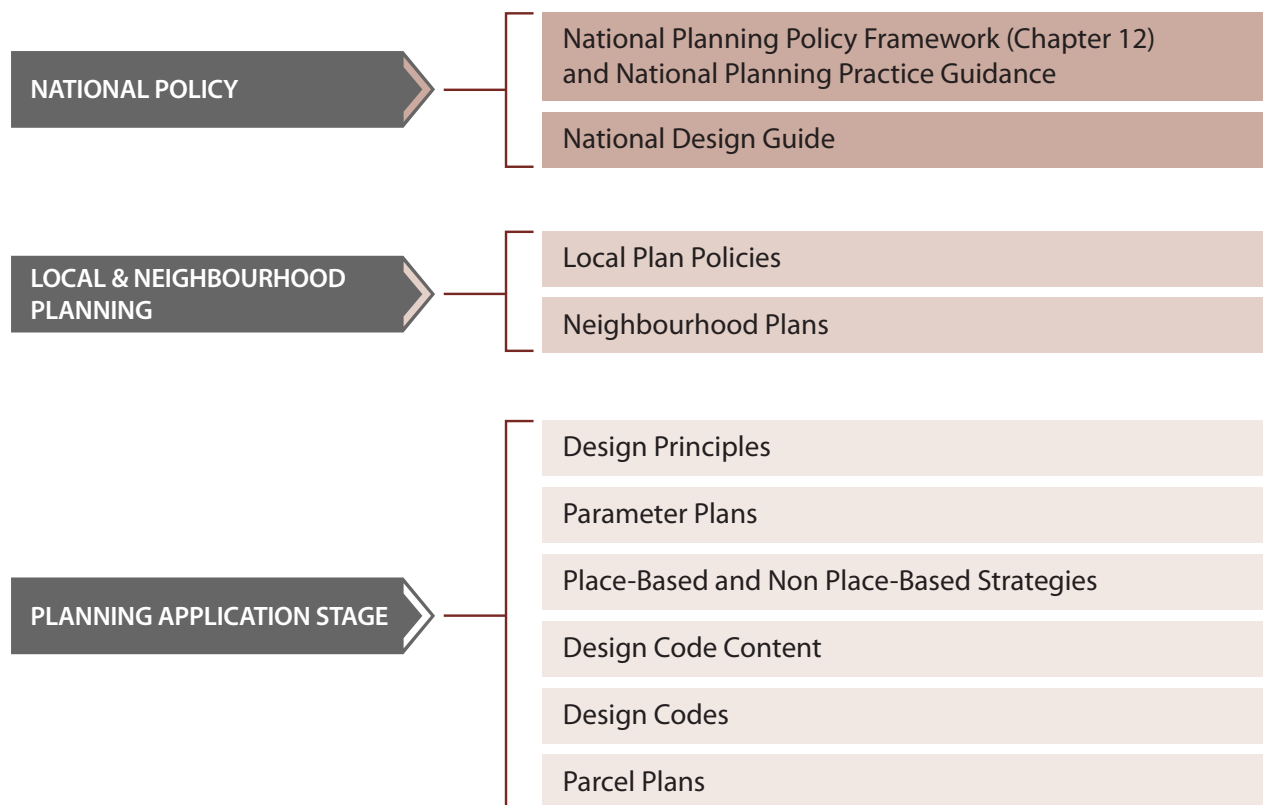 NATIONAL POLICY
National Planning Policy Framework (Chapter 12)
and National Planning Practice Guidance
National Design Guide
LOCAL & NEIGHBOURHOOD
PLANNING
Local Plan Policies
Neighbourhood Plans
PLANNING APPLICATION STAGE
Design Principles
Parameter Plans
Place-Based and Non Place-Based Strategies
Design Code Content
Design Codes
Parcel Plans